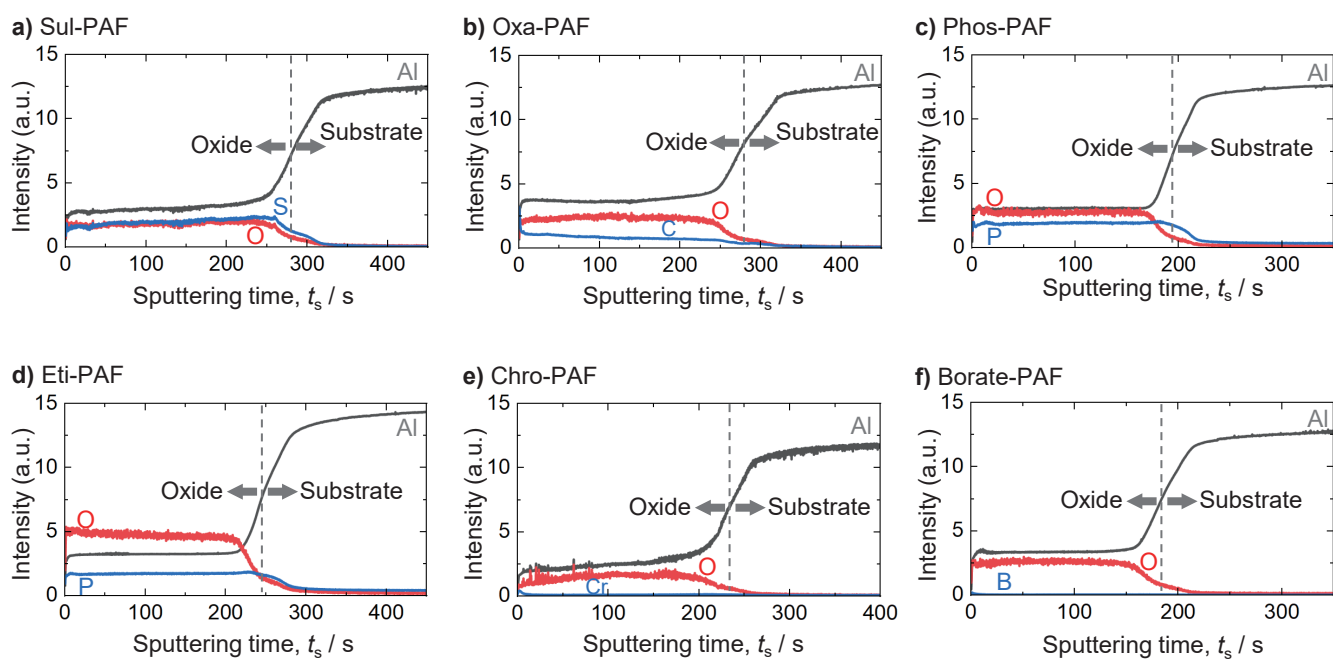 a) Sul-PAF
15
10
5
0
Intensity (a.u.)
Al
Oxide
Substrate
S
O
0 100 200 300 400
Sputtering time, tₛ / s
b) Oxa-PAF
15
10
5
0
Intensity (a.u.)
Al
Oxide
Substrate
O
C
0 100 200 300 400
Sputtering time, tₛ / s
c) Phos-PAF
15
10
5
0
Intensity (a.u.)
Al
Oxide
Substrate
O
P
0 100 200 300
Sputtering time, tₛ / s
d) Eti-PAF
15
10
5
0
Intensity (a.u.)
Al
Oxide
Substrate
O
P
0 100 200 300 400
Sputtering time, tₛ / s
e) Chro-PAF
15
10
5
0
Intensity (a.u.)
Al
Oxide
Substrate
O
Cr
0 100 200 300 400
Sputtering time, tₛ / s
f) Borate-PAF
15
10
5
0
Intensity (a.u.)
Al
Oxide
Substrate
O
B
0 100 200 300
Sputtering time, tₛ / s